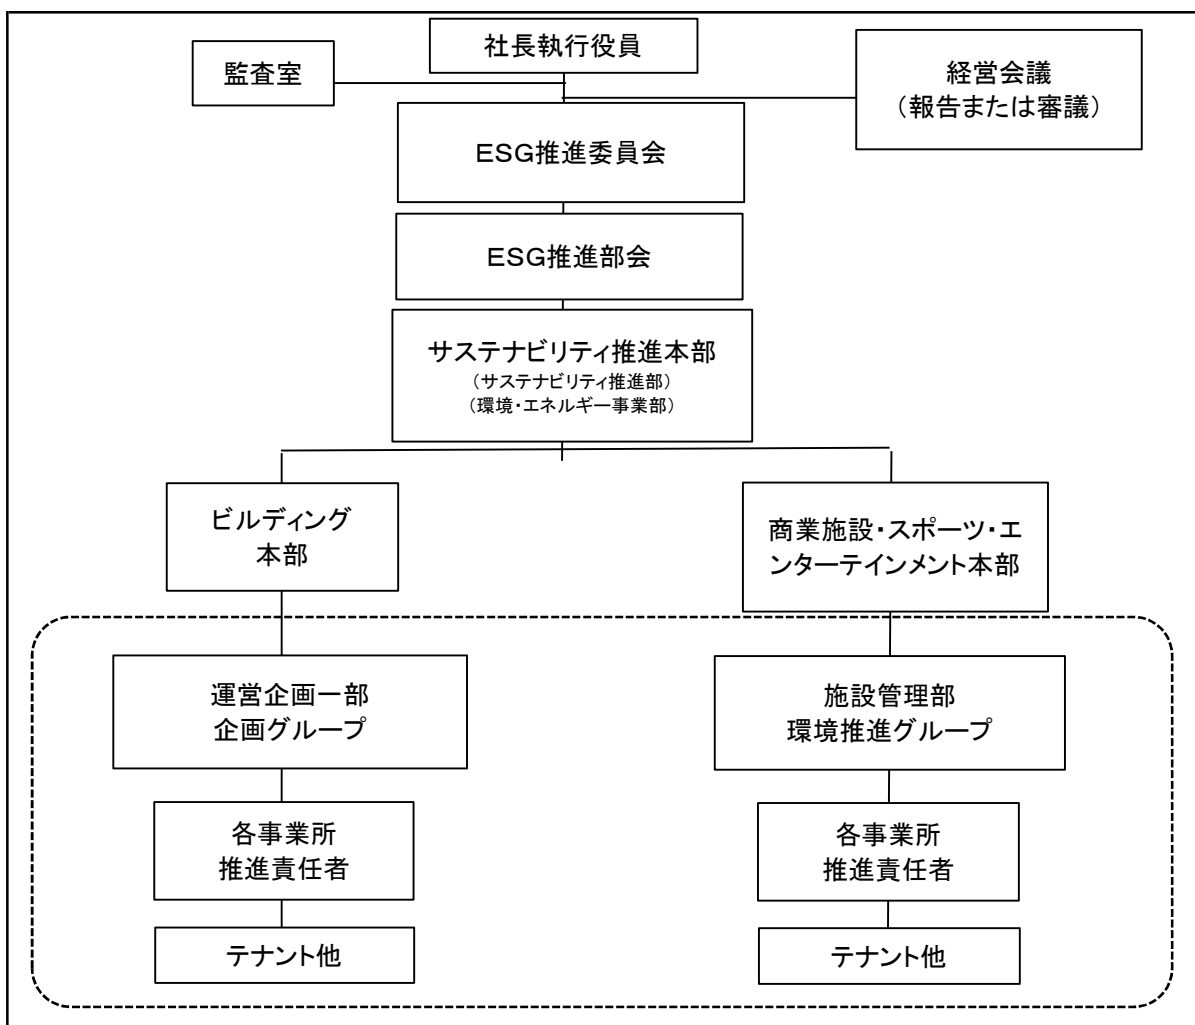 社長執行役員
監査室
経営会議
（報告または審議）
ESG推進委員会
ESG推進部会
サステナビリティ推進本部
（サステナビリティ推進部）
（環境・エネルギー事業部）
ビルディング
本部
商業施設・スポーツ・エ
ンターテインメント本部
運営企画一部
企画グループ
施設管理部
環境推進グループ
各事業所
推進責任者
各事業所
推進責任者
テナント他
テナント他